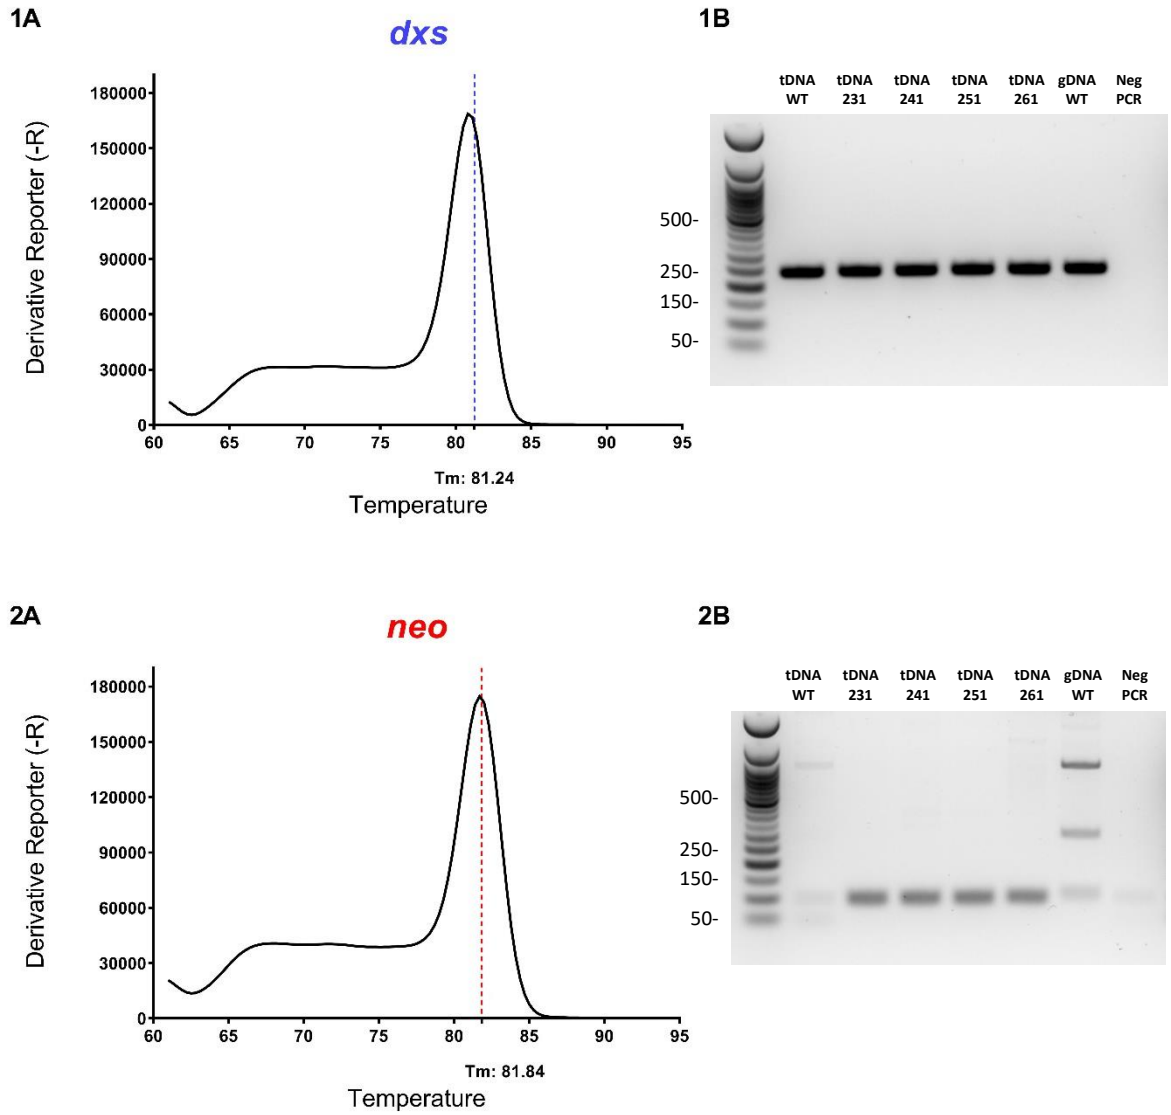 1A
dxs
Derivative Reporter (-R)
180000
150000
120000
90000
60000
30000
0
60 65 70 75 80 85 90 95
Tm: 81.24
Temperature
1B
tDNA WT tDNA 231 tDNA 241 tDNA 251 tDNA 261 gDNA WT Neg PCR
500-
250-
150-
50-
2A
neo
Derivative Reporter (-R)
180000
150000
120000
90000
60000
30000
0
60 65 70 75 80 85 90 95
Tm: 81.84
Temperature
2B
tDNA WT tDNA 231 tDNA 241 tDNA 251 tDNA 261 gDNA WT Neg PCR
500-
250-
150-
50-